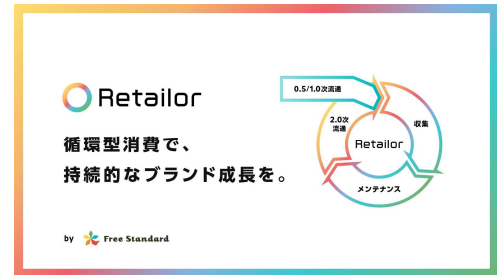 Retailor
循環型消費で、
持続的なブランド成長を。
by Free Standard
0.5/1.0次流通
2.0次
流通
収集
Retailor
メンテナンス